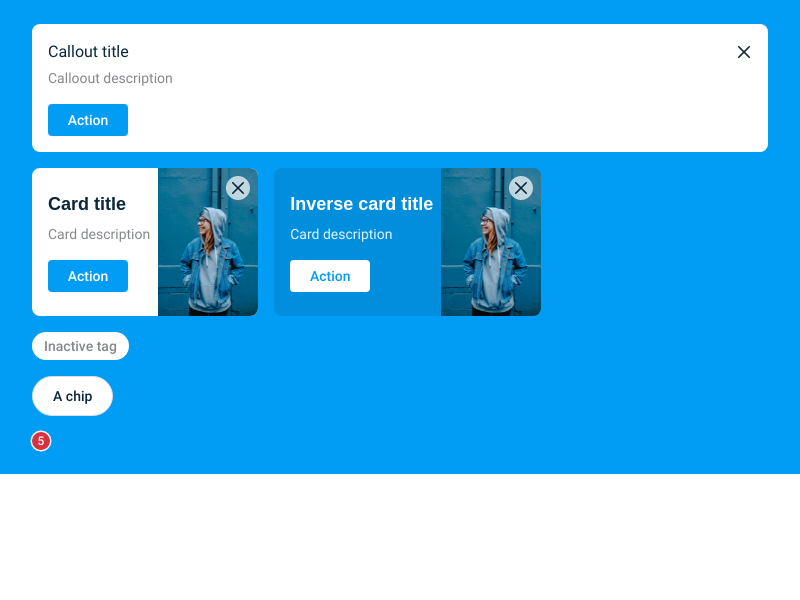 Callout title
Calloout description
Action
Card title
Card description
Action
Inverse card title
Card description
Action
Inactive tag
A chip
5